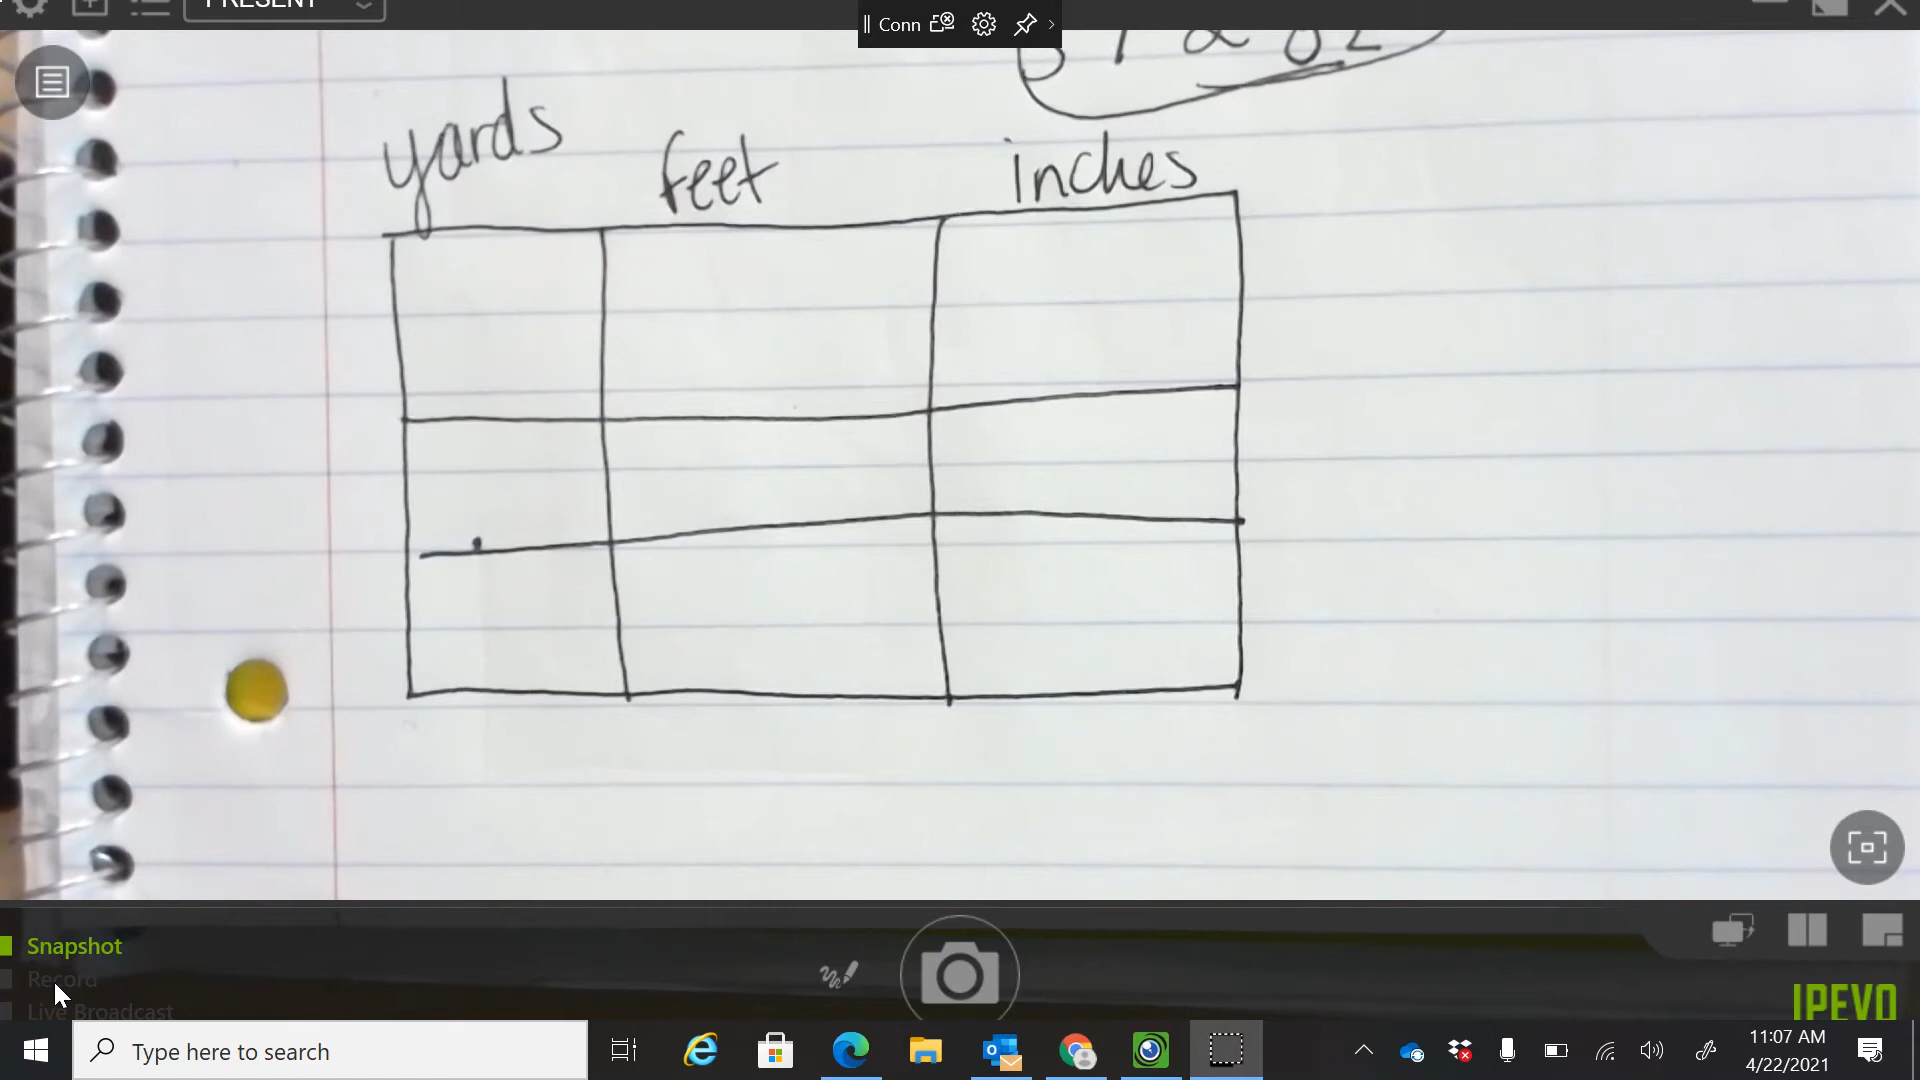 PRESENT
Conn
yards feet inches
Snapshot
Record
Live Broadcast
IPEVO
Type here to search
11:07 AM
4/22/2021